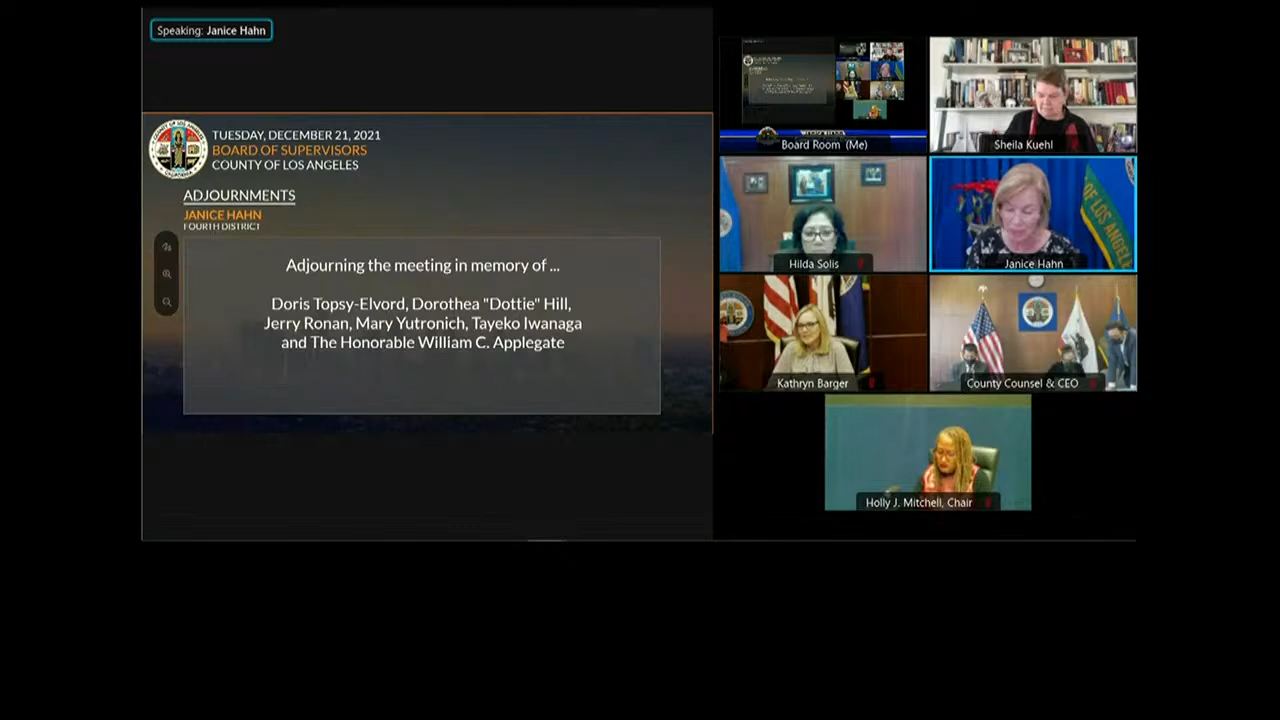 Speaking: Janice Hahn
TUESDAY, DECEMBER 21, 2021
BOARD OF SUPERVISORS
COUNTY OF LOS ANGELES
ADJOURNMENTS
JANICE HAHN
FOURTH DISTRICT
Adjourning the meeting in memory of ...
Doris Topsy-Elvord, Dorothea "Dottie" Hill,
Jerry Ronan, Mary Yutronich, Tayeko Iwanaga
and The Honorable William C. Applegate
Board Room (Me)
Sheila Kuehl
Hilda Solis
Janice Hahn
OF LOS ANGELES
Kathryn Barger
County Counsel & CEO
Holly J. Mitchell, Chair